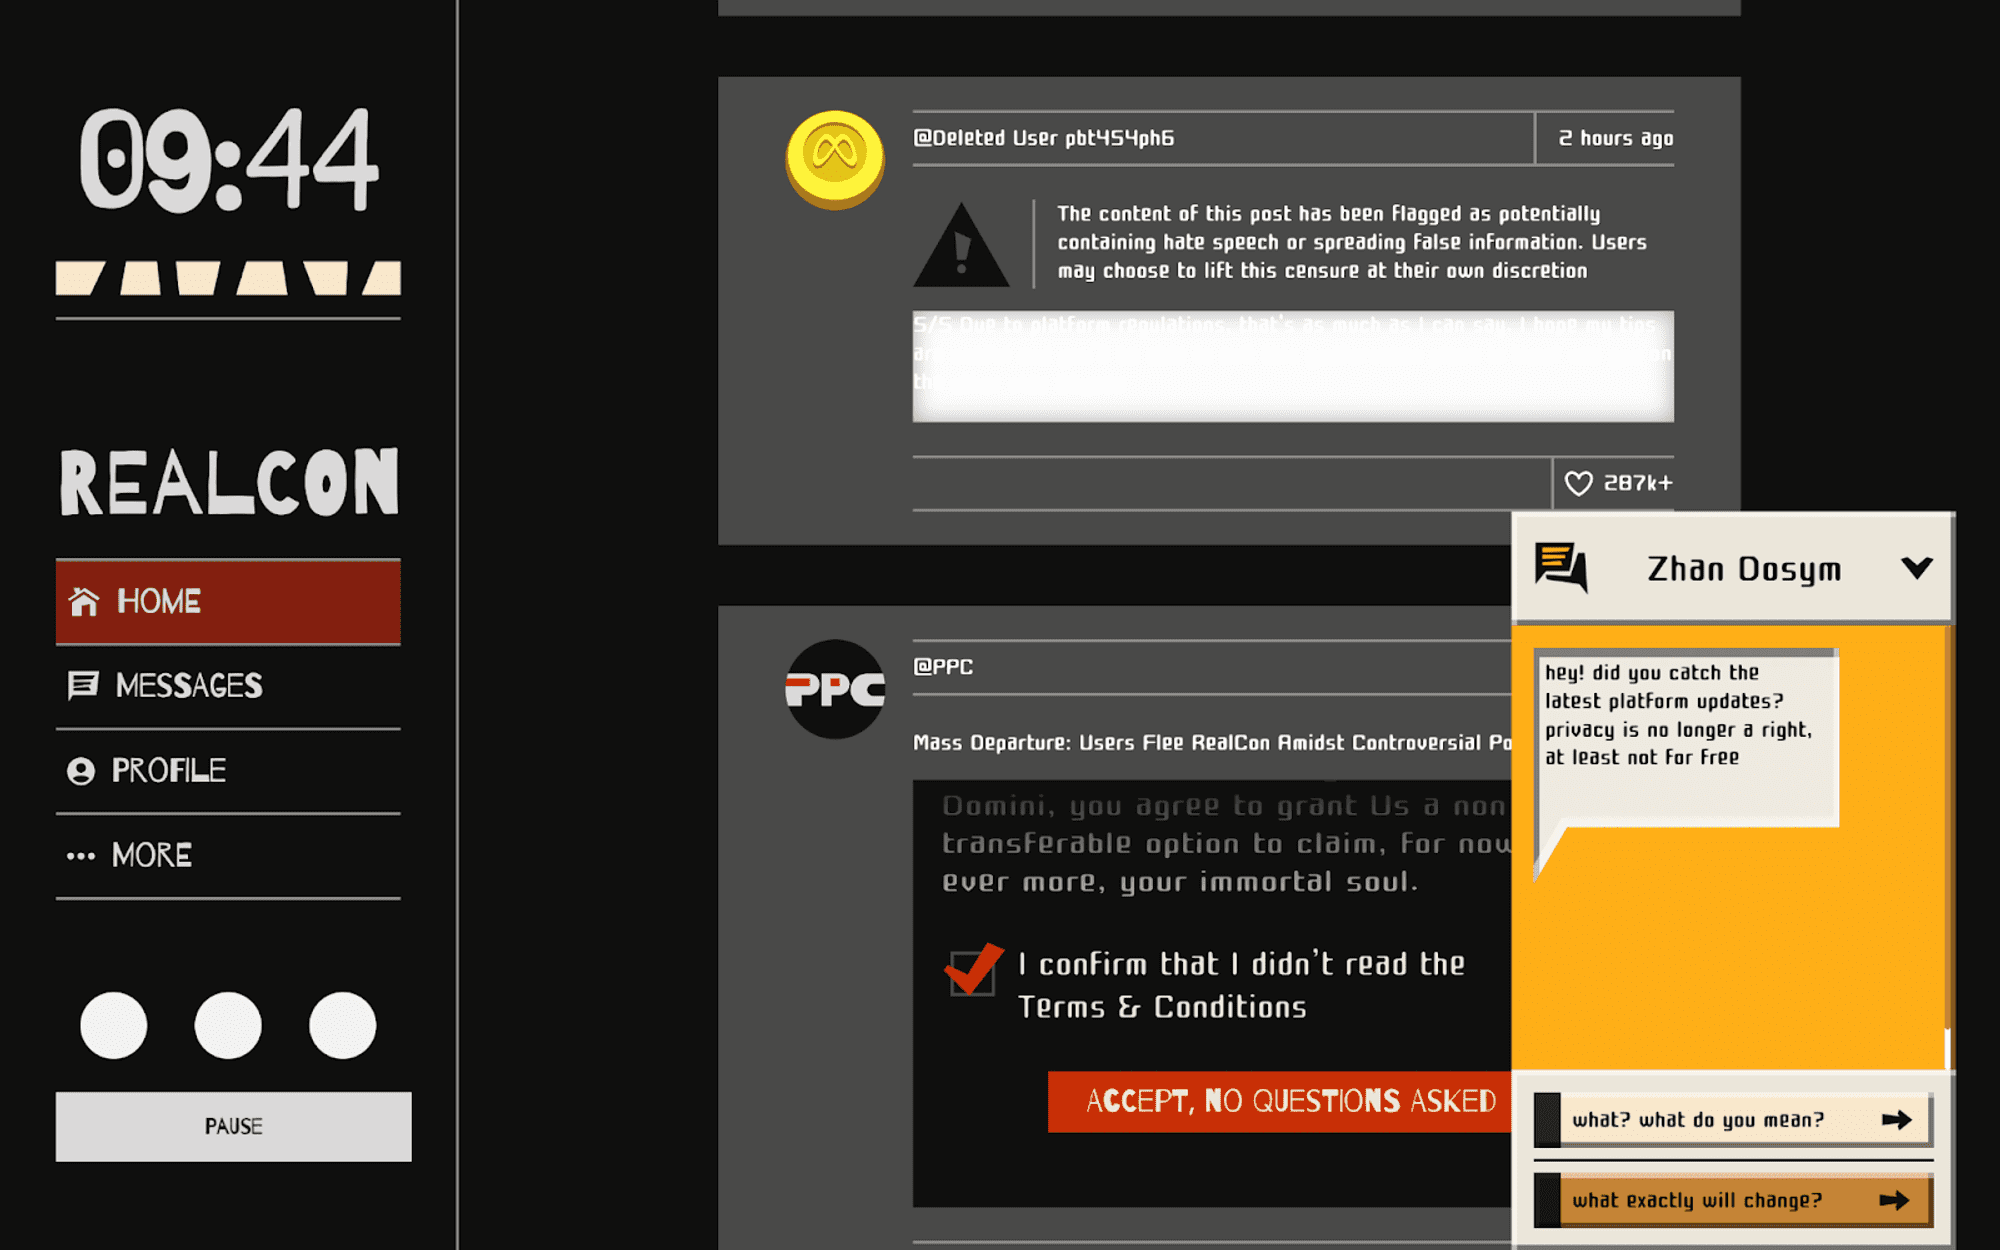 09:44
REALCON
HOME
MESSAGES
PROFILE
MORE
PAUSE
@Deleted User pbt454ph6
2 hours ago
The content of this post has been flagged as potentially
containing hate speech or spreading false information. Users
may choose to lift this censure at their own discretion
5/5 Due to platform regulations, that's as much as I can say. I hope my tips
287k+
PPC
@PPC
Mass Departure: Users Flee RealCon Amidst Controversial Po
Domini, you agree to grant Us a non
transferable option to claim, for now
ever more, your immortal soul.
I confirm that I didn't read the
Terms & Conditions
ACCEPT, NO QUESTIONS ASKED
Zhan Dosym
hey! did you catch the
latest platform updates?
privacy is no longer a right,
at least not for free
what? what do you mean?
what exactly will change?